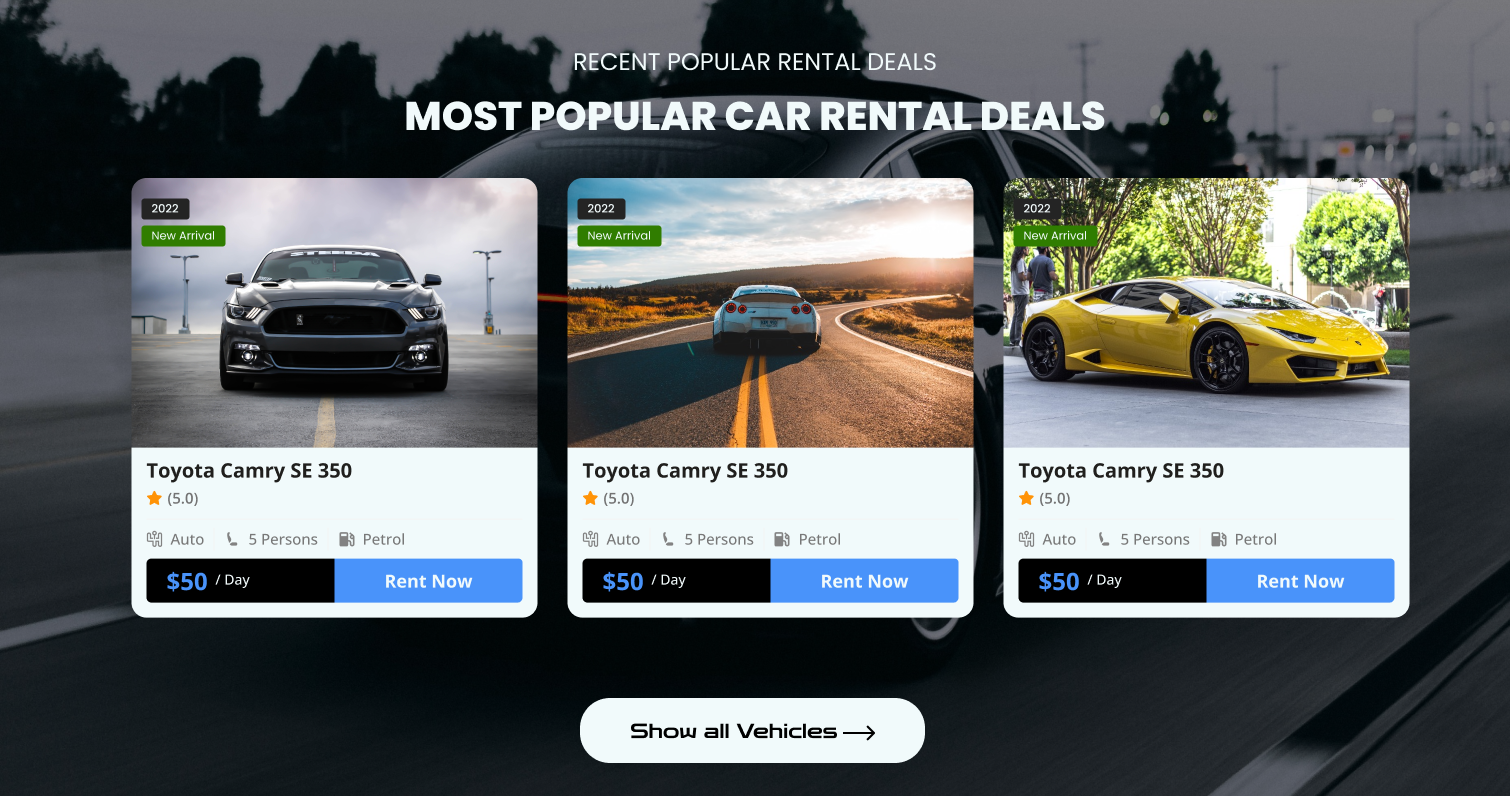 RECENT POPULAR RENTAL DEALS
MOST POPULAR CAR RENTAL DEALS
2022
New Arrival
STEEDA
Toyota Camry SE 350
(5.0)
Auto 5 Persons Petrol
$50 / Day Rent Now
2022
New Arrival
Toyota Camry SE 350
(5.0)
Auto 5 Persons Petrol
$50 / Day Rent Now
2022
New Arrival
Toyota Camry SE 350
(5.0)
Auto 5 Persons Petrol
$50 / Day Rent Now
Show all Vehicles